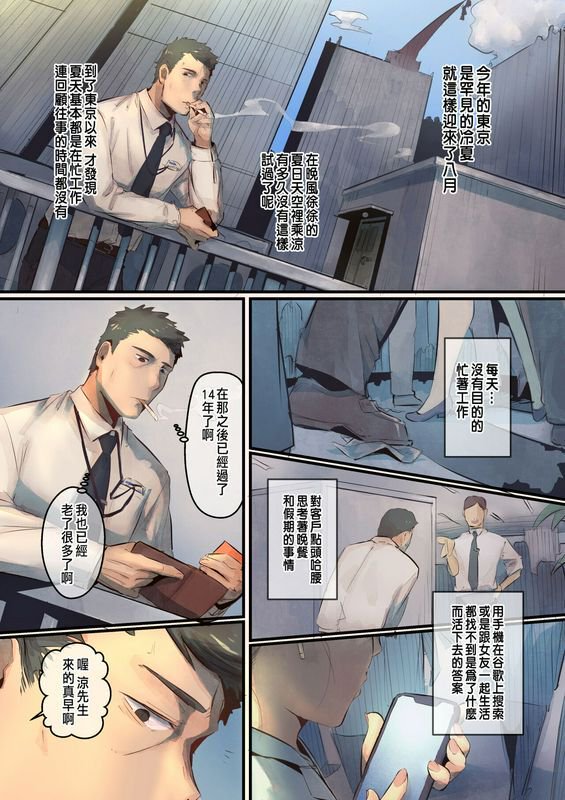 今年的東京
是罕見的冷夏
就這樣迎來了八月
在晚風徐徐的
夏日天空裡乘涼
有多久沒有這樣
試過了呢
到了東京以來 才發現
夏天基本都是在忙工作
連回顧往事的時間都沒有
每天…
沒有目的的
忙著工作
對客戶點頭哈腰
思考著晚餐
和假期的事情
用手機在谷歌上搜索
或是跟女友一起生活
都找不到是爲了什麼
而活下去的答案
在那之後已經過了
14年了啊
我也已經
老了很多了啊
喔 涼先生
來的真早啊